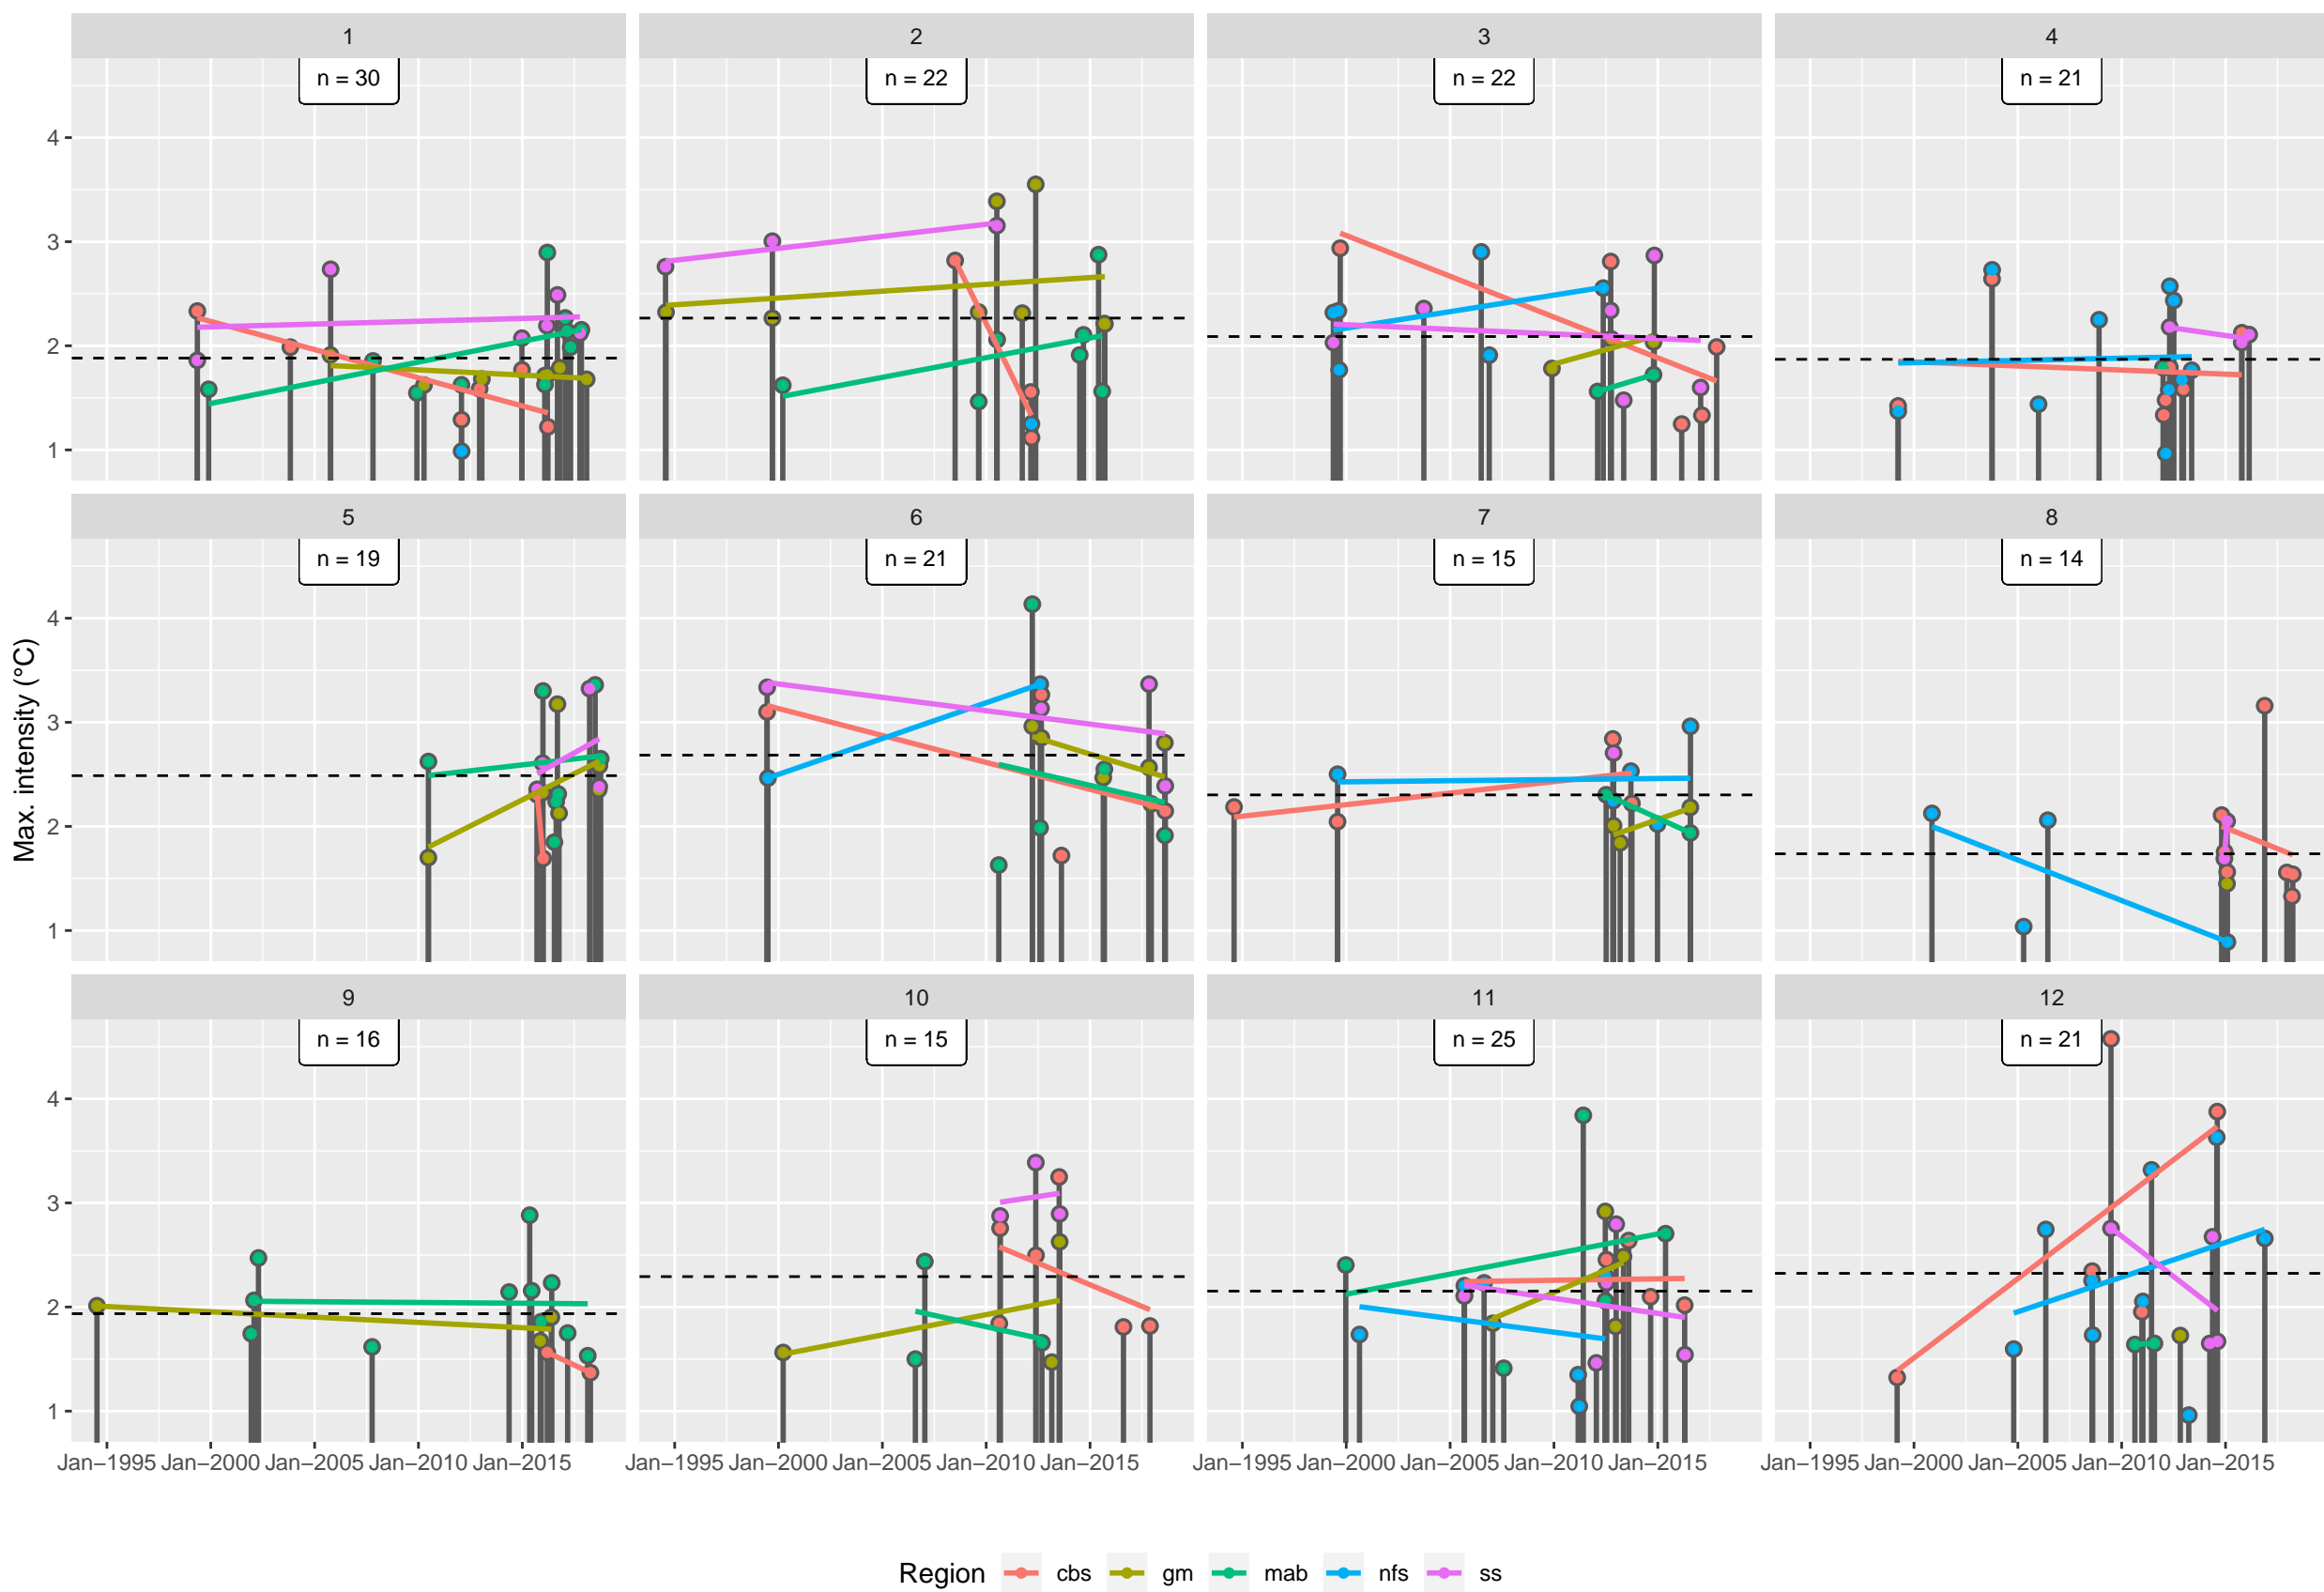 1 2 3 4
n = 30 n = 22 n = 22 n = 21
4
3
2
1
5 6 7 8
n = 19 n = 21 n = 15 n = 14
4
3
2
1
Max. intensity (°C)
9 10 11 12
n = 16 n = 15 n = 25 n = 21
4
3
2
1
Jan−1995 Jan−2000 Jan−2005 Jan−2010 Jan−2015 Jan−1995 Jan−2000 Jan−2005 Jan−2010 Jan−2015 Jan−1995 Jan−2000 Jan−2005 Jan−2010 Jan−2015 Jan−1995 Jan−2000 Jan−2005 Jan−2010 Jan−2015
Region cbs gm mab nfs ss